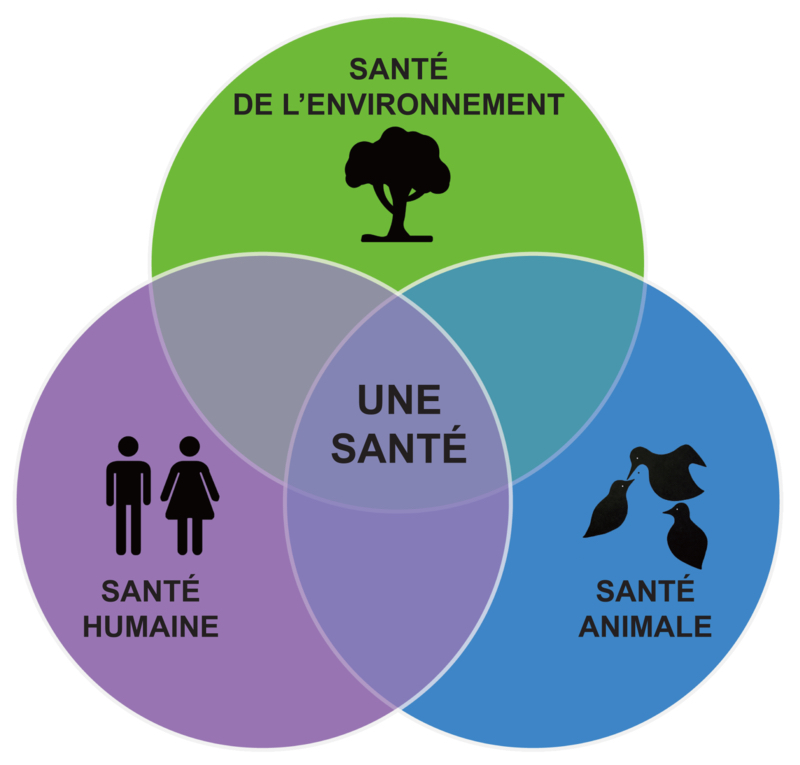 SANTÉ
DE L’ENVIRONNEMENT
UNE
SANTÉ
SANTÉ
HUMAINE
SANTÉ
ANIMALE